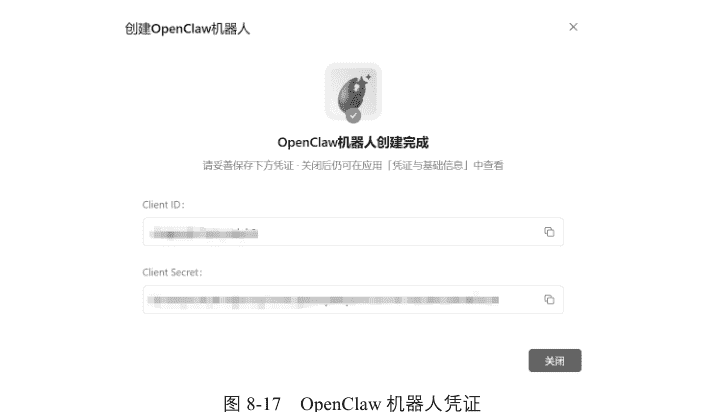 创建OpenClaw机器人
OpenClaw机器人创建完成
请妥善保存下方凭证 · 关闭后仍可在应用「凭证与基础信息」中查看
Client ID:
Client Secret:
关闭
图 8-17 OpenClaw 机器人凭证